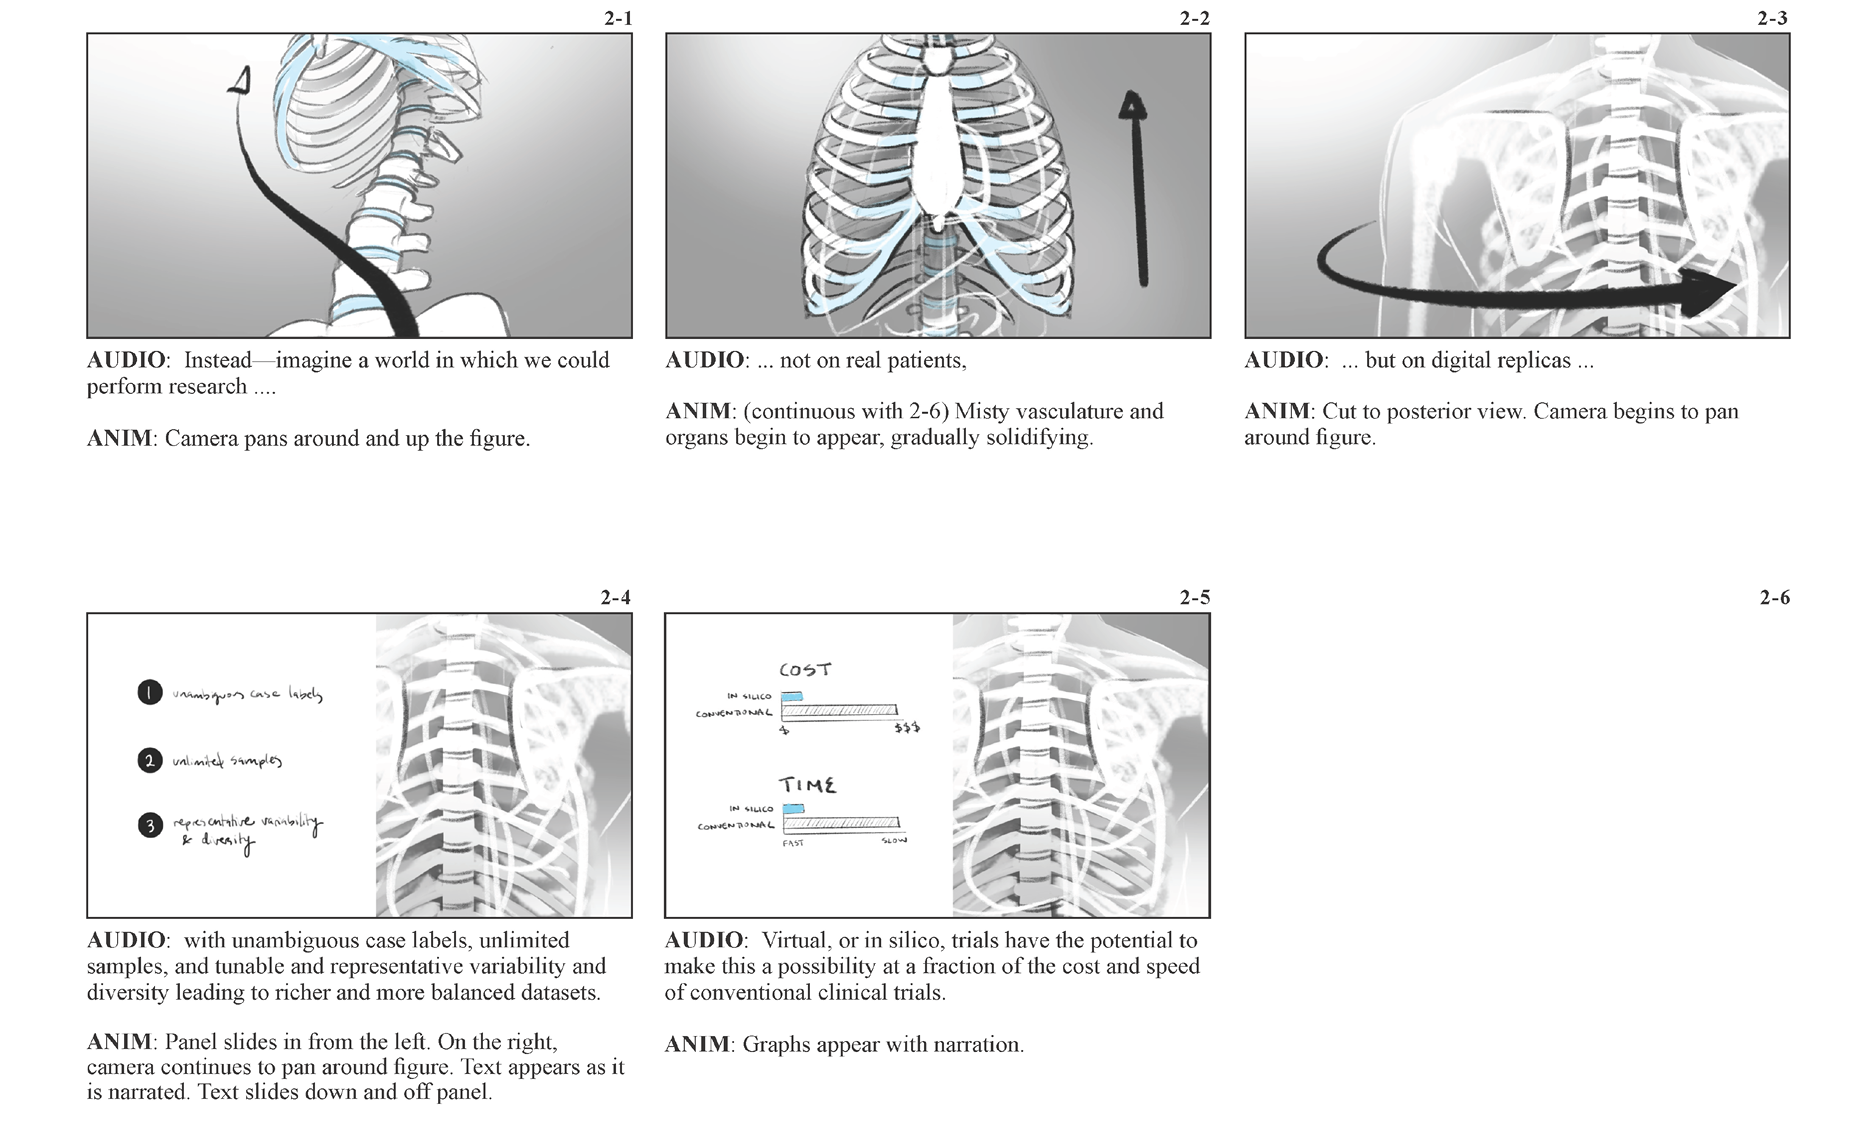 2-1
AUDIO:  Instead—imagine a world in which we could
perform research ....
ANIM: Camera pans around and up the figure.
2-2
AUDIO: ... not on real patients,
ANIM: (continuous with 2-6) Misty vasculature and
organs begin to appear, gradually solidifying.
2-3
AUDIO:  ... but on digital replicas ...
ANIM: Cut to posterior view. Camera begins to pan
around figure.
2-4
1 unambiguous case labels
2 unlimited samples
3 representative variability
& diversity
AUDIO:  with unambiguous case labels, unlimited
samples, and tunable and representative variability and
diversity leading to richer and more balanced datasets.
ANIM: Panel slides in from the left. On the right,
camera continues to pan around figure. Text appears as it
is narrated. Text slides down and off panel.
2-5
COST
IN SILICO
CONVENTIONAL
$ $$$
TIME
IN SILICO
CONVENTIONAL
FAST SLOW
AUDIO:  Virtual, or in silico, trials have the potential to
make this a possibility at a fraction of the cost and speed
of conventional clinical trials.
ANIM: Graphs appear with narration.
2-6